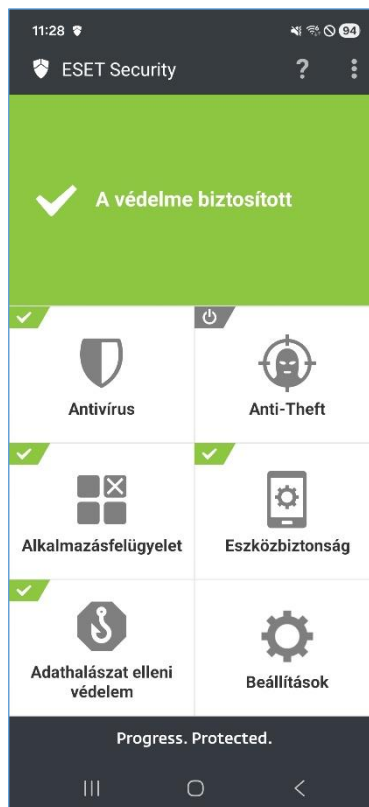 11:28
94
ESET Security
?
A védelme biztosított
Antivírus
Anti-Theft
Alkalmazásfelügyelet
Eszközbiztonság
Adathalászat elleni
védelem
Beállítások
Progress. Protected.